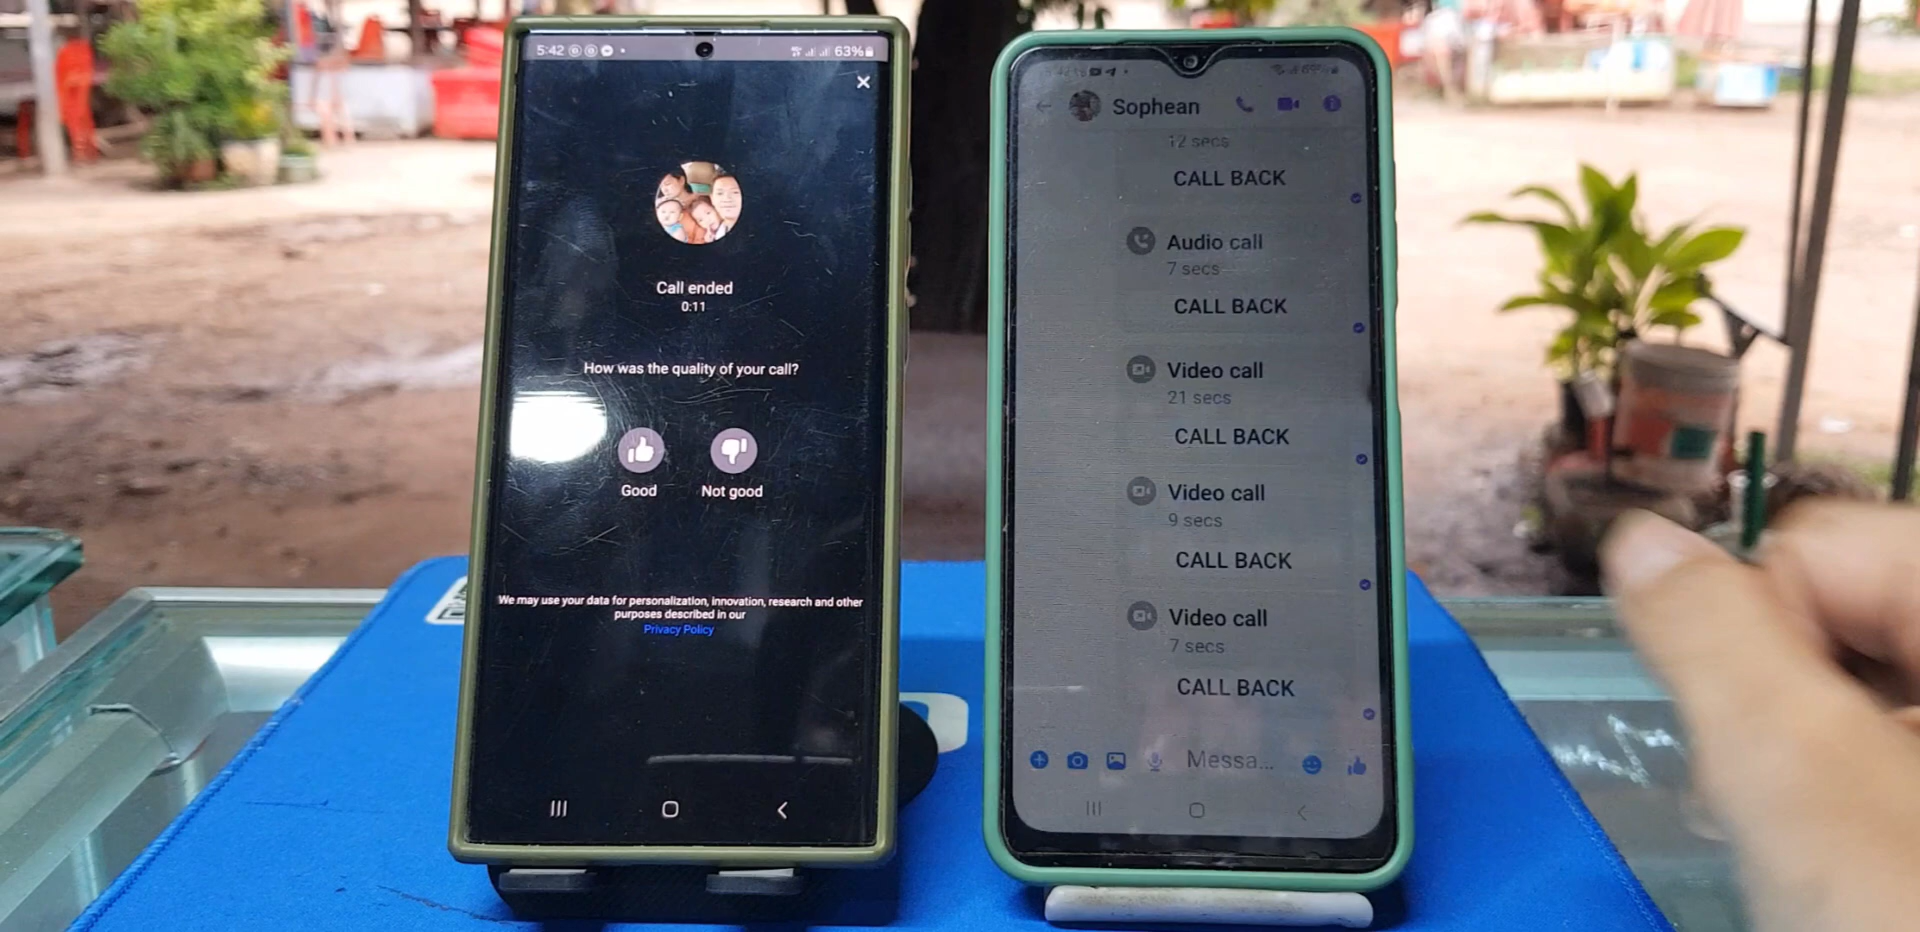 5:42
63%
Call ended
0:11
How was the quality of your call?
Good
Not good
We may use your data for personalization, innovation, research and other
purposes described in our
Privacy Policy
Sophean
12 secs
CALL BACK
Audio call
7 secs
CALL BACK
Video call
21 secs
CALL BACK
Video call
9 secs
CALL BACK
Video call
7 secs
CALL BACK
Messa...